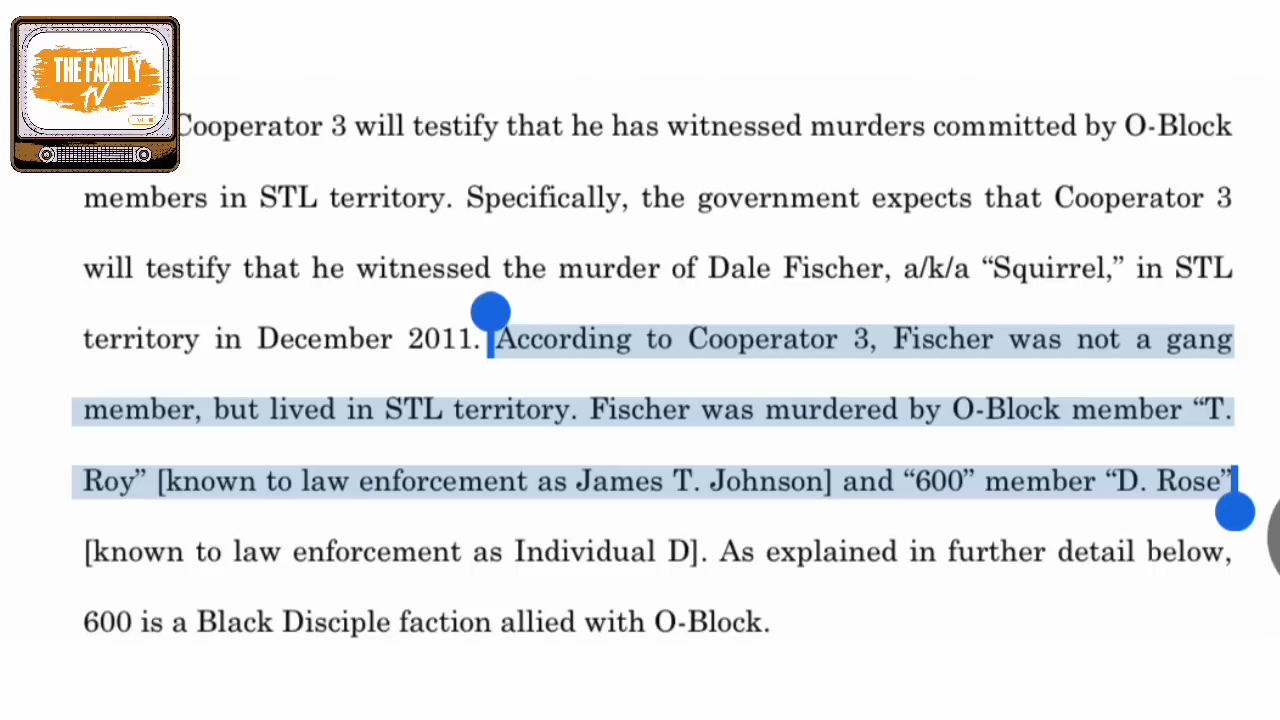 THE FAMILY
TV
Cooperator 3 will testify that he has witnessed murders committed by O-Block
members in STL territory. Specifically, the government expects that Cooperator 3
will testify that he witnessed the murder of Dale Fischer, a/k/a “Squirrel,” in STL
territory in December 2011. According to Cooperator 3, Fischer was not a gang
member, but lived in STL territory. Fischer was murdered by O-Block member “T.
Roy” [known to law enforcement as James T. Johnson] and “600” member “D. Rose”
[known to law enforcement as Individual D]. As explained in further detail below,
600 is a Black Disciple faction allied with O-Block.